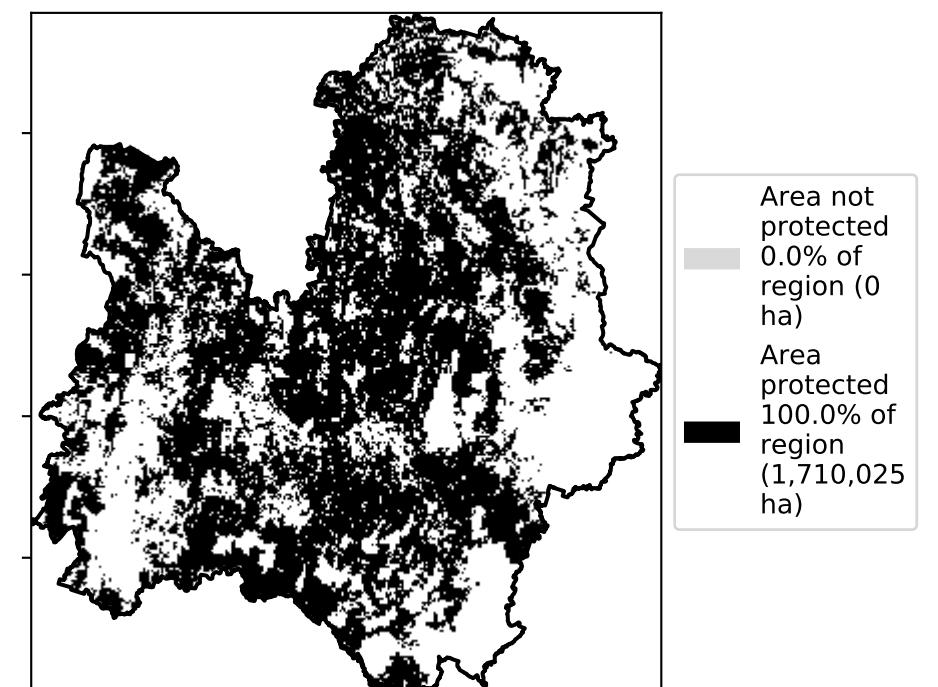 Area not
protected
0.0% of
region (0
ha)
Area
protected
100.0% of
region
(1,710,025
ha)